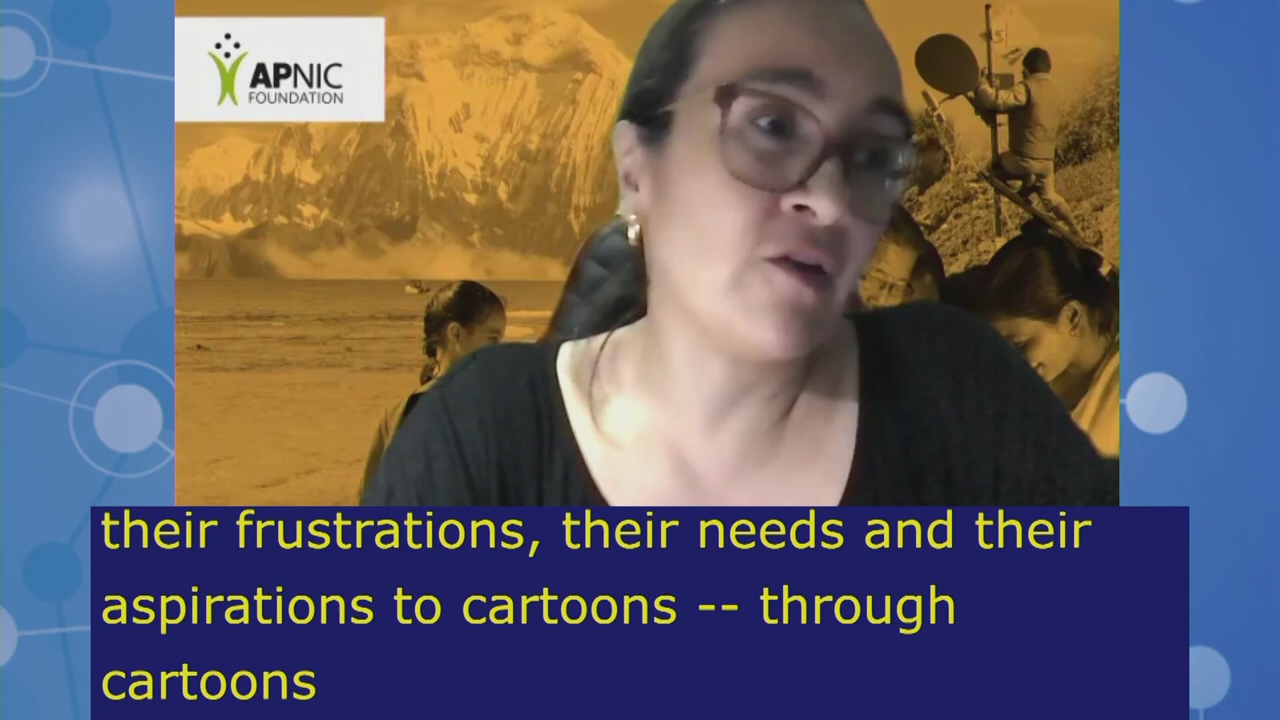 APNIC
FOUNDATION
their frustrations, their needs and their
aspirations to cartoons -- through
cartoons